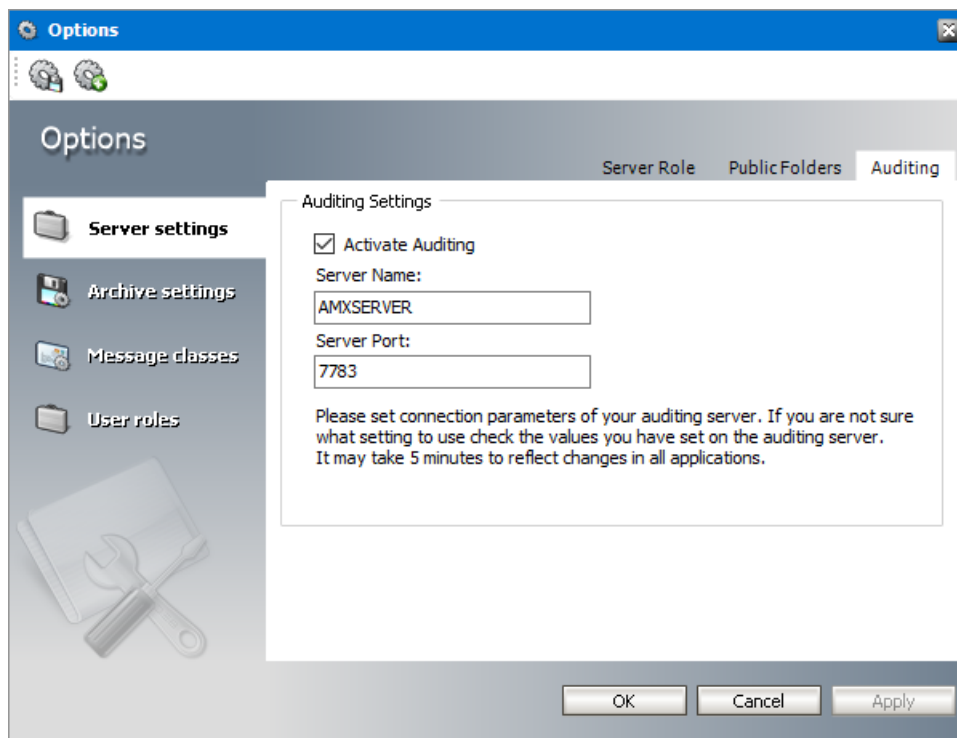 Options
Options
Server Role Public Folders Auditing
Server settings
Archive settings
Message classes
User roles
Auditing Settings
Activate Auditing
Server Name:
AMXSERVER
Server Port:
7783
Please set connection parameters of your auditing server. If you are not sure
what setting to use check the values you have set on the auditing server.
It may take 5 minutes to reflect changes in all applications.
OK Cancel Apply